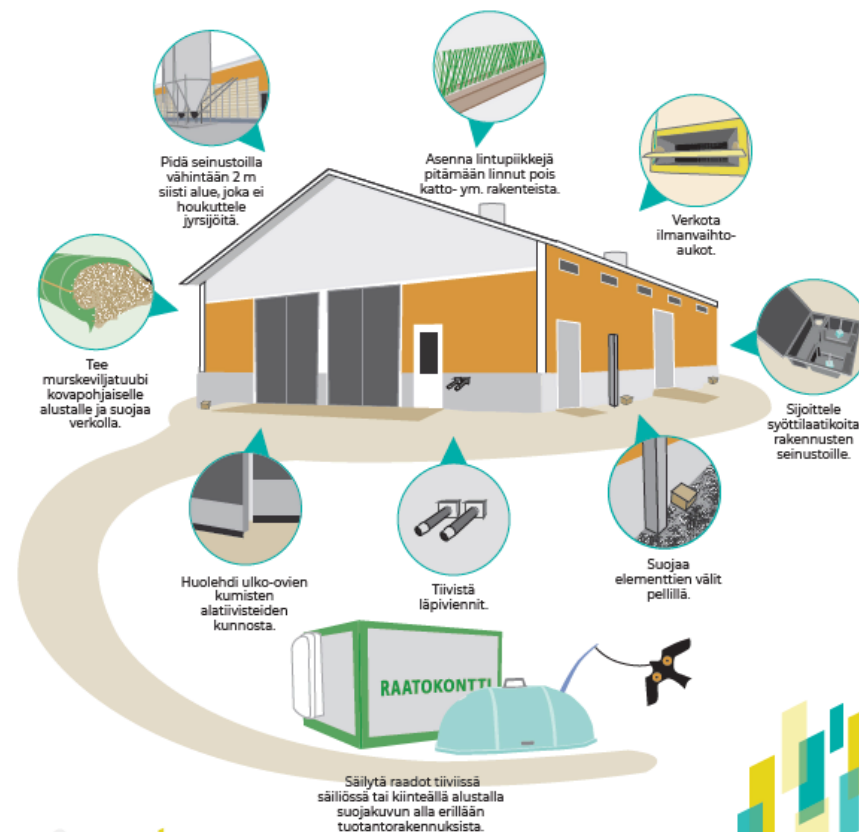 Pidä seinustoilla
vähintään 2 m
siisti alue, joka ei
houkuttele
jyrsijöitä.
Asenna lintupiikkejä
pitämään linnut pois
katto- ym. rakenteista.
Verkota
ilmanvaihto-
aukot.
Tee
murskeviljatuubi
kovapohjaiselle
alustalle ja suojaa
verkolla.
Sijoittele
syöttilaatikoita
rakennusten
seinustoille.
Huolehdi ulko-ovien
kumisten
alatiivisteiden
kunnosta.
Tiivistä
läpiviennit.
Suojaa
elementtien välit
pellillä.
RAATOKONTTI
Säilytä raadot tiiviissä
säiliössä tai kiinteällä alustalla
suojakuvun alla erillään
tuotantorakennuksista.